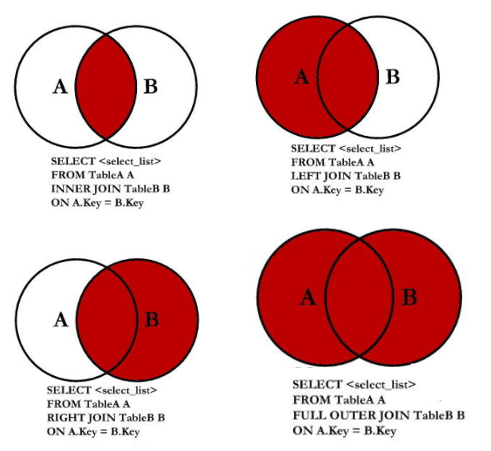 A B
SELECT <select_list>
FROM TableA A
INNER JOIN TableB B
ON A.Key = B.Key
A B
SELECT <select_list>
FROM TableA A
LEFT JOIN TableB B
ON A.Key = B.Key
A B
SELECT <select_list>
FROM TableA A
RIGHT JOIN TableB B
ON A.Key = B.Key
A B
SELECT <select_list>
FROM TableA A
FULL OUTER JOIN TableB B
ON A.Key = B.Key